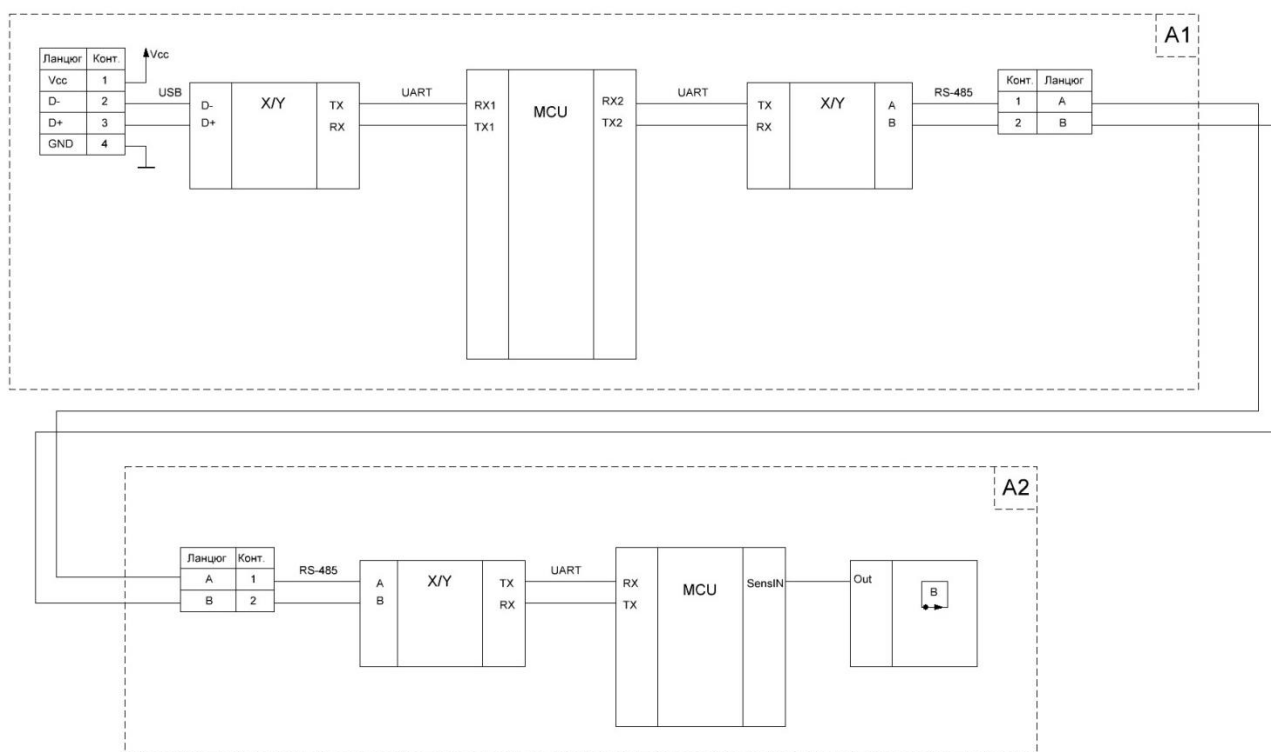 A1
Ланцюг Конт.
Vcc 1
D- 2
D+ 3
GND 4
Vcc
USB
D- X/Y TX
D+ RX
UART
RX1 MCU RX2
TX1 TX2
UART
TX X/Y A
RX B
RS-485
Конт. Ланцюг
1 A
2 B
A2
Ланцюг Конт.
A 1
B 2
RS-485
A X/Y TX
B RX
UART
RX MCU SensIN
TX
Out B